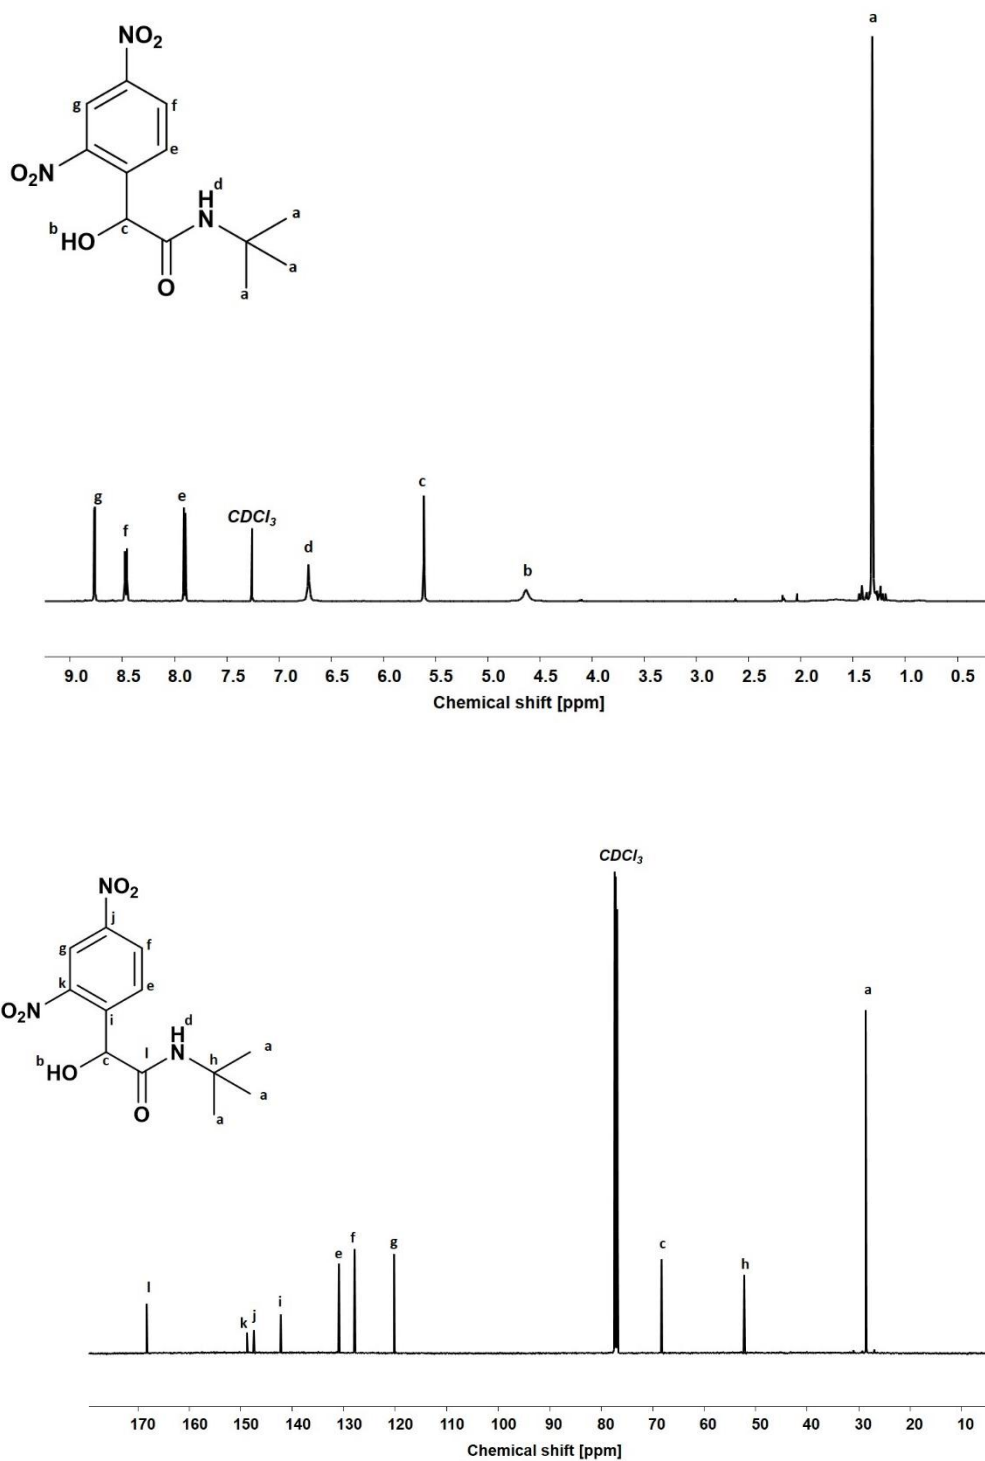 a
NO₂
g
f
O₂N
e
H
d
N
a
b
HO
c
a
O
a
g
f
e
CDCl₃
d
c
b
9.0 8.5 8.0 7.5 7.0 6.5 6.0 5.5 5.0 4.5 4.0 3.5 3.0 2.5 2.0 1.5 1.0 0.5
Chemical shift [ppm]
CDCl₃
NO₂
j
g
f
k
e
O₂N
i
H
d
N
l
a
b
HO
c
h
a
O
a
l
k
j
i
e
f
g
c
h
a
170 160 150 140 130 120 110 100 90 80 70 60 50 40 30 20 10
Chemical shift [ppm]